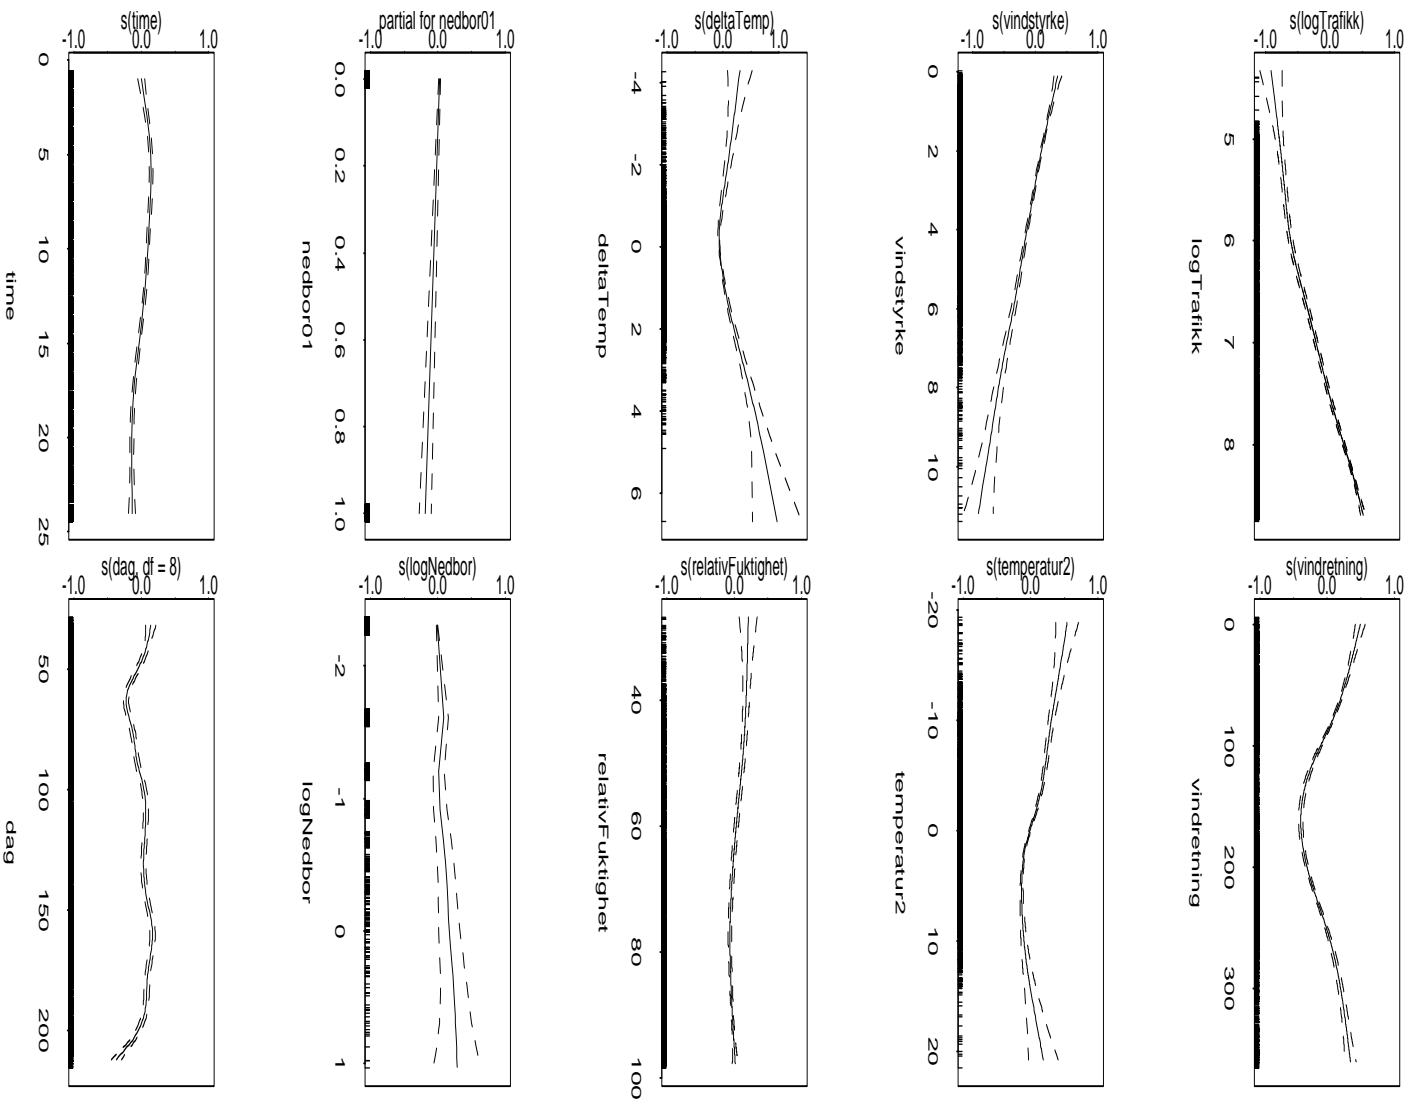 s(time)
-1.0 0.0 1.0
0 5 10 15 20 25
time
partial for nedbor01
-1.0 0.0 1.0
0.0 0.2 0.4 0.6 0.8 1.0
nedbor01
s(deltaTemp)
-1.0 0.0 1.0
-4 -2 0 2 4 6
deltaTemp
s(vindstyrke)
-1.0 0.0 1.0
0 2 4 6 8 10
vindstyrke
s(logTrafikk)
-1.0 0.0 1.0
5 6 7 8
logTrafikk
s(dag, df = 8)
-1.0 0.0 1.0
50 100 150 200
dag
s(logNedbor)
-1.0 0.0 1.0
-2 -1 0 1
logNedbor
s(relativFuktighet)
-1.0 0.0 1.0
40 60 80 100
relativFuktighet
s(temperatur2)
-1.0 0.0 1.0
-20 -10 0 10 20
temperatur2
s(vindretning)
-1.0 0.0 1.0
0 100 200 300
vindretning